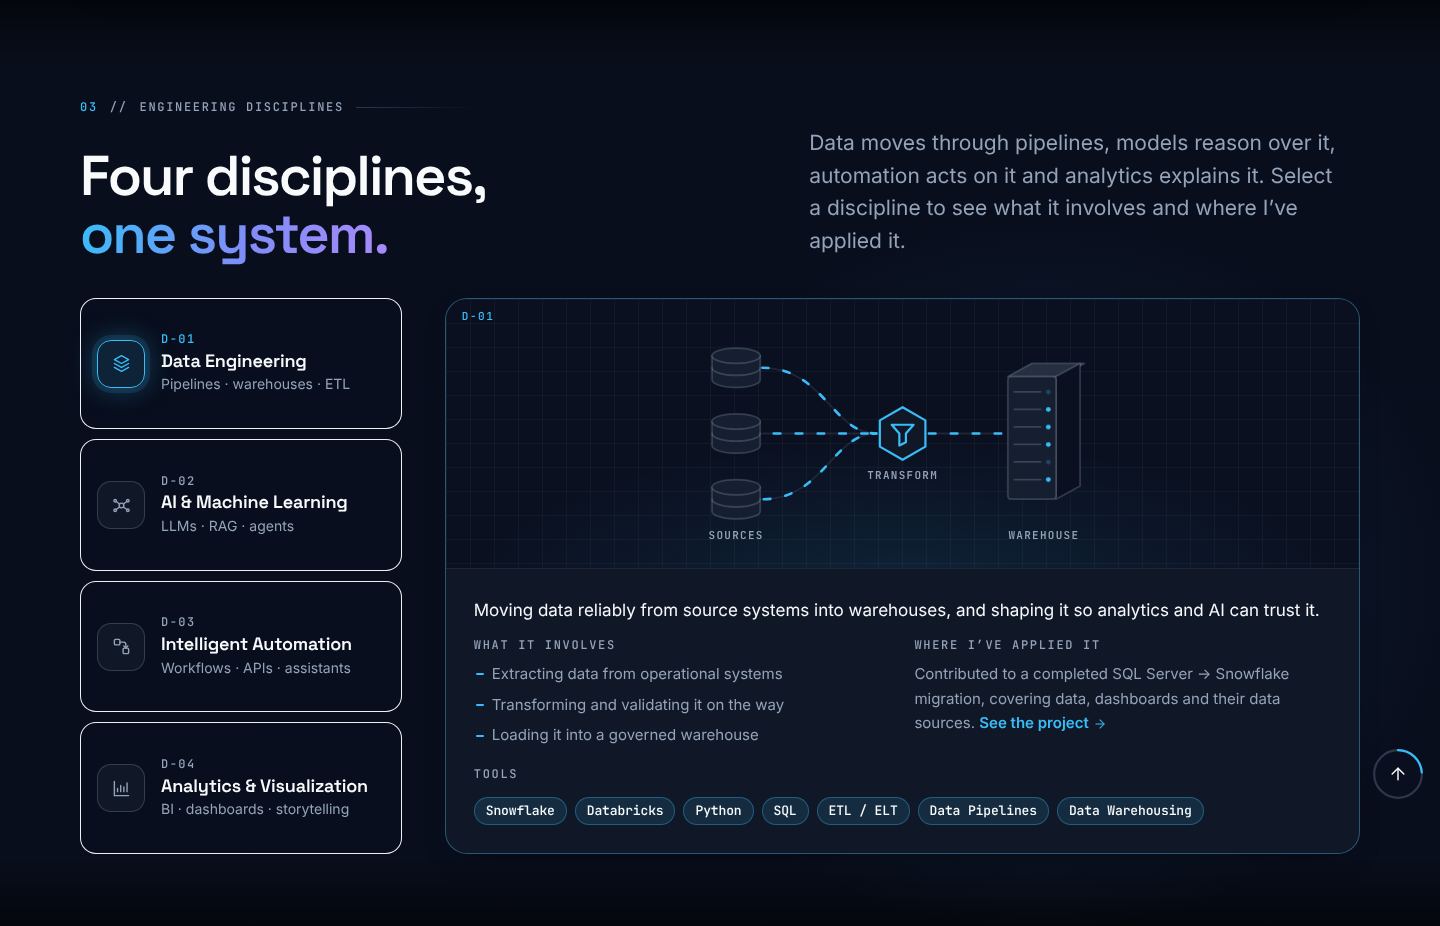 03 // ENGINEERING DISCIPLINES
Four disciplines,
one system.
Data moves through pipelines, models reason over it,
automation acts on it and analytics explains it. Select
a discipline to see what it involves and where I’ve
applied it.
D-01
Data Engineering
Pipelines · warehouses · ETL
D-02
AI & Machine Learning
LLMs · RAG · agents
D-03
Intelligent Automation
Workflows · APIs · assistants
D-04
Analytics & Visualization
BI · dashboards · storytelling
D-01
TRANSFORM
SOURCES
WAREHOUSE
Moving data reliably from source systems into warehouses, and shaping it so analytics and AI can trust it.
WHAT IT INVOLVES
– Extracting data from operational systems
– Transforming and validating it on the way
– Loading it into a governed warehouse
WHERE I’VE APPLIED IT
Contributed to a completed SQL Server → Snowflake
migration, covering data, dashboards and their data
sources. See the project →
TOOLS
Snowflake Databricks Python SQL ETL / ELT Data Pipelines Data Warehousing